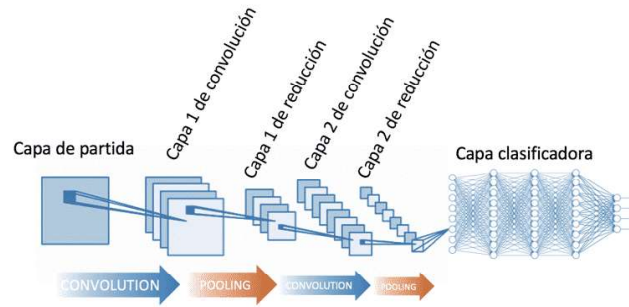 Capa de partida
Capa 1 de convolución
Capa 1 de reducción
Capa 2 de convolución
Capa 2 de reducción
Capa clasificadora
CONVOLUTION
POOLING
CONVOLUTION
POOLING